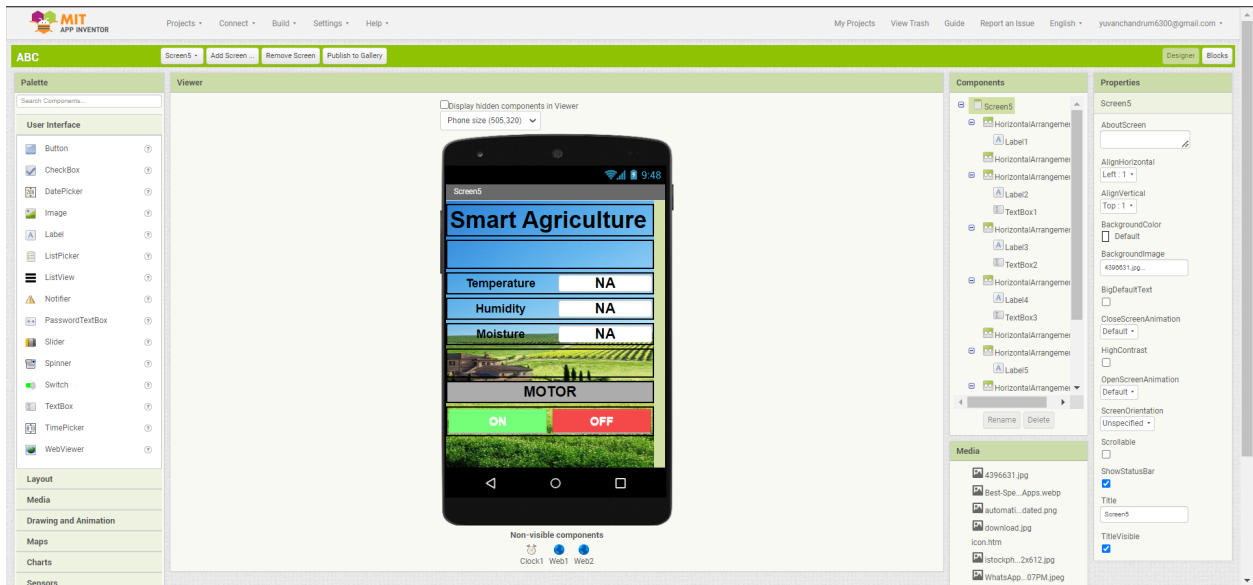 MIT
APP INVENTOR
Projects Connect Build Settings Help
My Projects View Trash Guide Report an Issue English yuvanchandrum6300@gmail.com
ABC
Screen5 Add Screen ... Remove Screen Publish to Gallery
Designer Blocks
Palette
Search Components...
User Interface
Button
CheckBox
DatePicker
Image
Label
ListPicker
ListView
Notifier
PasswordTextBox
Slider
Spinner
Switch
TextBox
TimePicker
WebViewer
Layout
Media
Drawing and Animation
Maps
Charts
Sensors
Viewer
Display hidden components in Viewer
Phone size (505,320)
9:48
Screen5
Smart Agriculture
Temperature NA
Humidity NA
Moisture NA
MOTOR
ON OFF
Non-visible components
Clock1 Web1 Web2
Components
Screen5
HorizontalArrangemer
Label1
HorizontalArrangemer
HorizontalArrangemer
Label2
TextBox1
HorizontalArrangemer
Label3
TextBox2
HorizontalArrangemer
Label4
TextBox3
HorizontalArrangemer
HorizontalArrangemer
Label5
HorizontalArrangemer
Rename Delete
Media
4396631.jpg
Best-Spe...Apps.webp
automati...dated.png
download.jpg
icon.htm
istockph...2x612.jpg
WhatsApp...07PM.jpeg
Properties
Screen5
AboutScreen
AlignHorizontal
Left : 1
AlignVertical
Top : 1
BackgroundColor
Default
BackgroundImage
4396631.jpg...
BigDefaultText
CloseScreenAnimation
Default
HighContrast
OpenScreenAnimation
Default
ScreenOrientation
Unspecified
Scrollable
ShowStatusBar
Title
Screen5
TitleVisible